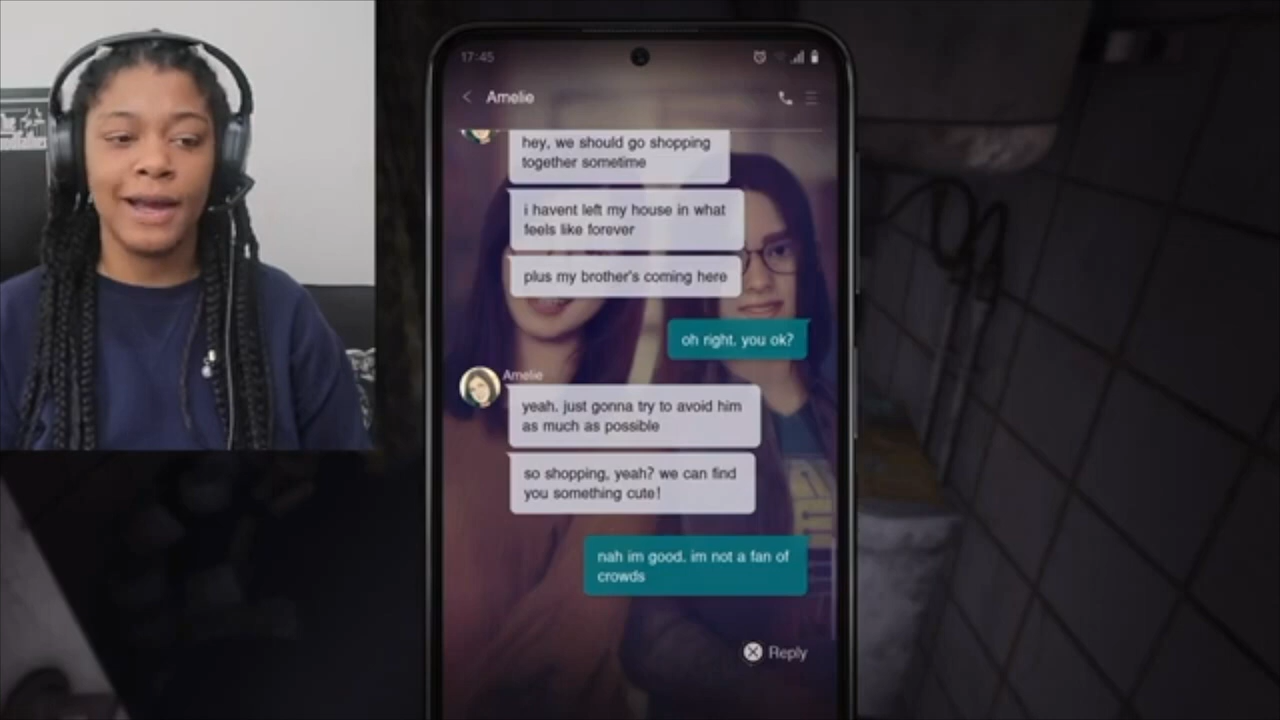 17:45
Amelie
hey, we should go shopping
together sometime
i havent left my house in what
feels like forever
plus my brother's coming here
oh right. you ok?
Amelie
yeah. just gonna try to avoid him
as much as possible
so shopping, yeah? we can find
you something cute!
nah im good. im not a fan of
crowds
Reply